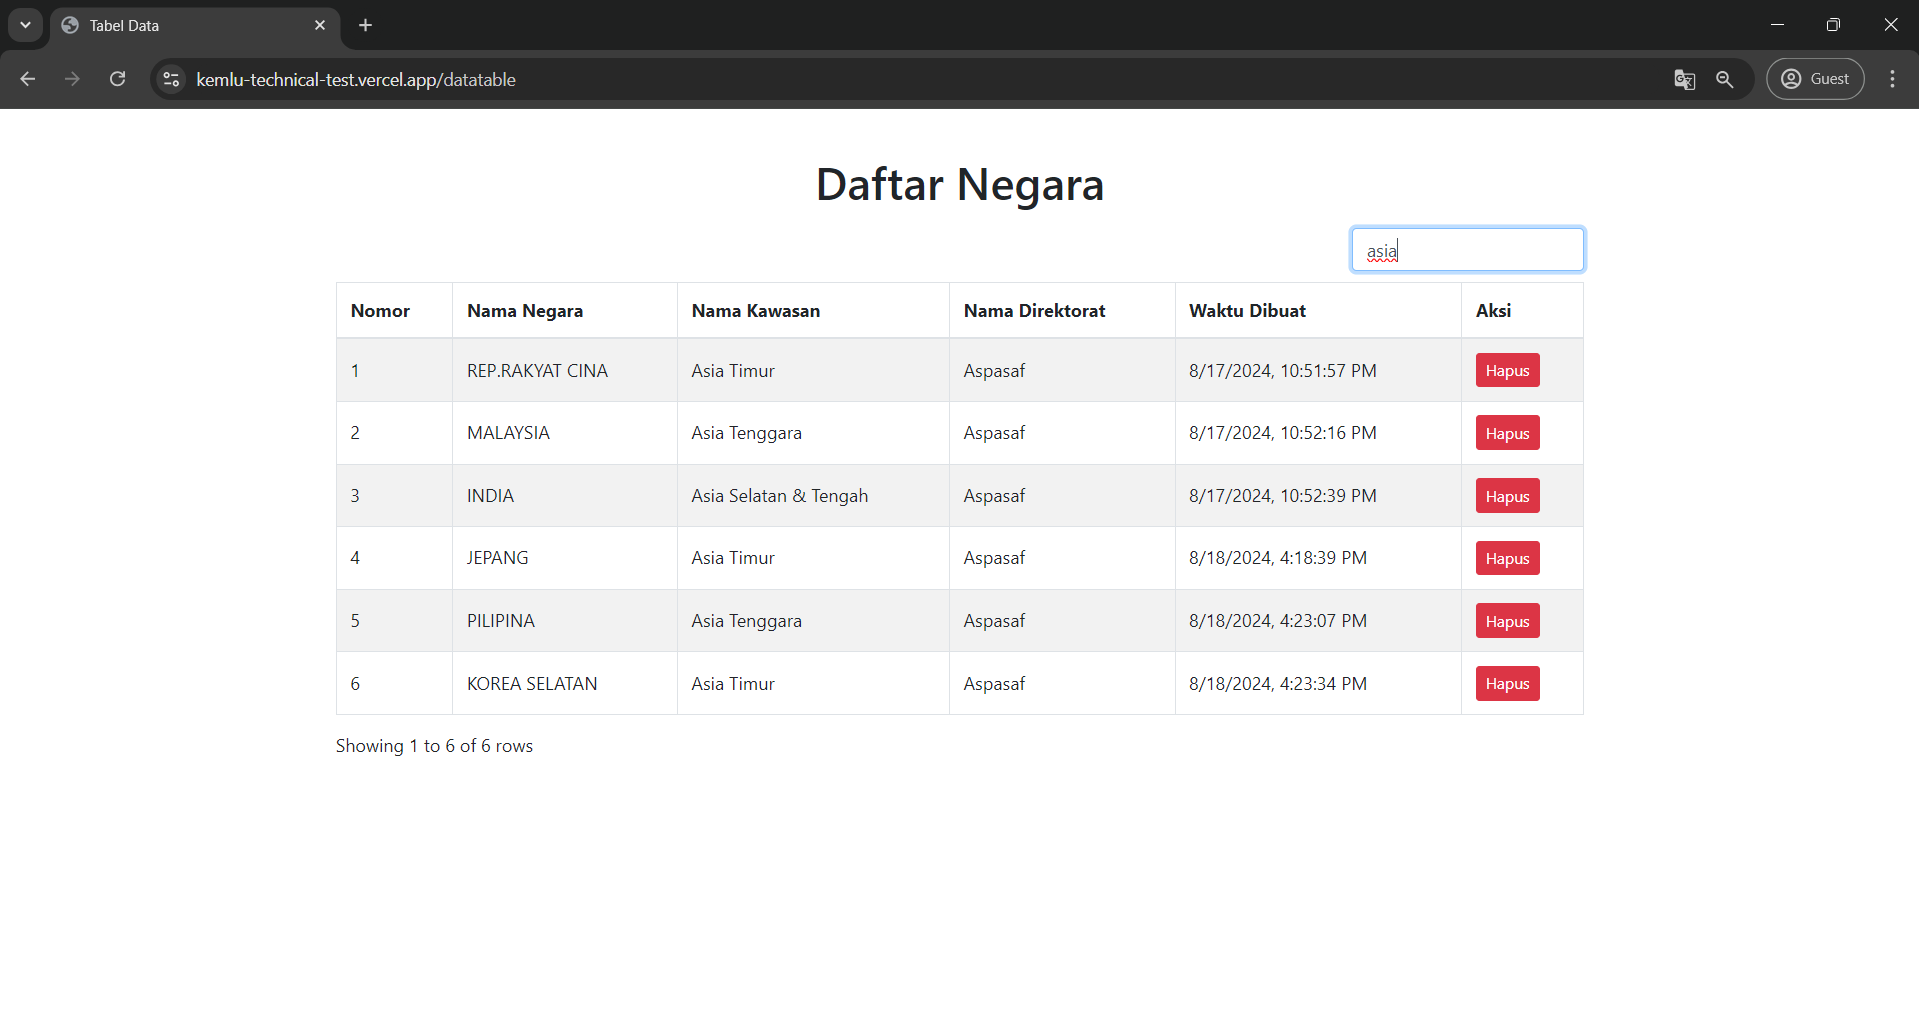 Tabel Data
kemlu-technical-test.vercel.app/datatable
Guest
Daftar Negara
asia
Nomor Nama Negara Nama Kawasan Nama Direktorat Waktu Dibuat Aksi
1 REP.RAKYAT CINA Asia Timur Aspasaf 8/17/2024, 10:51:57 PM Hapus
2 MALAYSIA Asia Tenggara Aspasaf 8/17/2024, 10:52:16 PM Hapus
3 INDIA Asia Selatan & Tengah Aspasaf 8/17/2024, 10:52:39 PM Hapus
4 JEPANG Asia Timur Aspasaf 8/18/2024, 4:18:39 PM Hapus
5 PILIPINA Asia Tenggara Aspasaf 8/18/2024, 4:23:07 PM Hapus
6 KOREA SELATAN Asia Timur Aspasaf 8/18/2024, 4:23:34 PM Hapus
Showing 1 to 6 of 6 rows